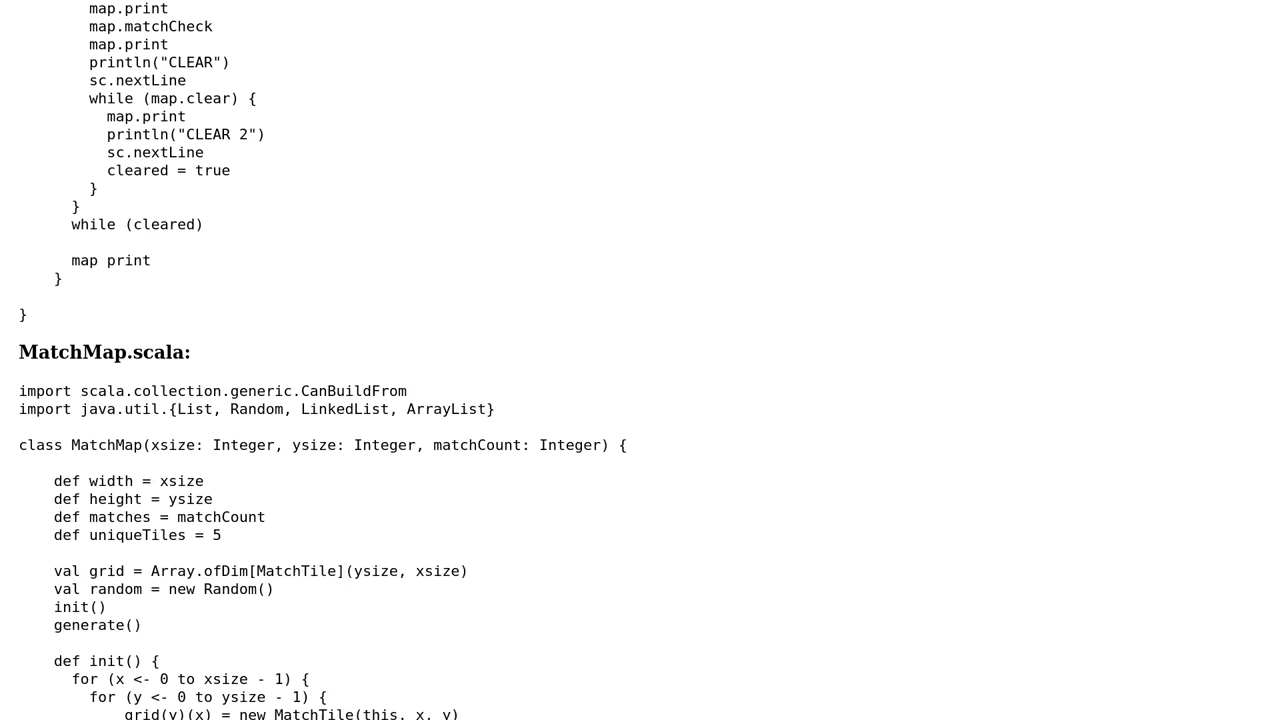 map.print
        map.matchCheck
        map.print
        println("CLEAR")
        sc.nextLine
        while (map.clear) {
          map.print
          println("CLEAR 2")
          sc.nextLine
          cleared = true
        }
      }
      while (cleared)

      map print
    }

}
MatchMap.scala:
import scala.collection.generic.CanBuildFrom
import java.util.{List, Random, LinkedList, ArrayList}

class MatchMap(xsize: Integer, ysize: Integer, matchCount: Integer) {

    def width = xsize
    def height = ysize
    def matches = matchCount
    def uniqueTiles = 5

    val grid = Array.ofDim[MatchTile](ysize, xsize)
    val random = new Random()
    init()
    generate()

    def init() {
      for (x <- 0 to xsize - 1) {
        for (y <- 0 to ysize - 1) {
            grid(y)(x) = new MatchTile(this, x, y)